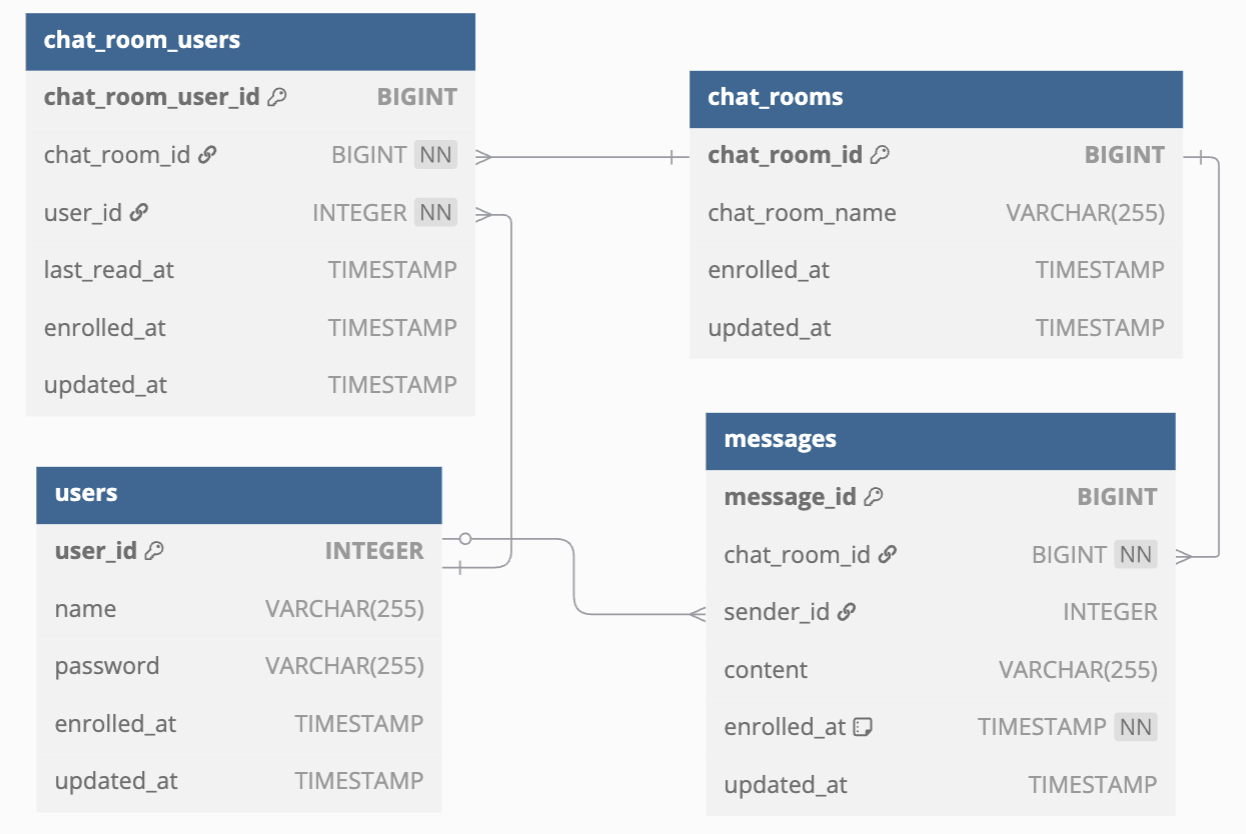 chat_room_users
chat_room_user_id BIGINT
chat_room_id BIGINT NN
user_id INTEGER NN
last_read_at TIMESTAMP
enrolled_at TIMESTAMP
updated_at TIMESTAMP
chat_rooms
chat_room_id BIGINT
chat_room_name VARCHAR(255)
enrolled_at TIMESTAMP
updated_at TIMESTAMP
users
user_id INTEGER
name VARCHAR(255)
password VARCHAR(255)
enrolled_at TIMESTAMP
updated_at TIMESTAMP
messages
message_id BIGINT
chat_room_id BIGINT NN
sender_id INTEGER
content VARCHAR(255)
enrolled_at TIMESTAMP NN
updated_at TIMESTAMP